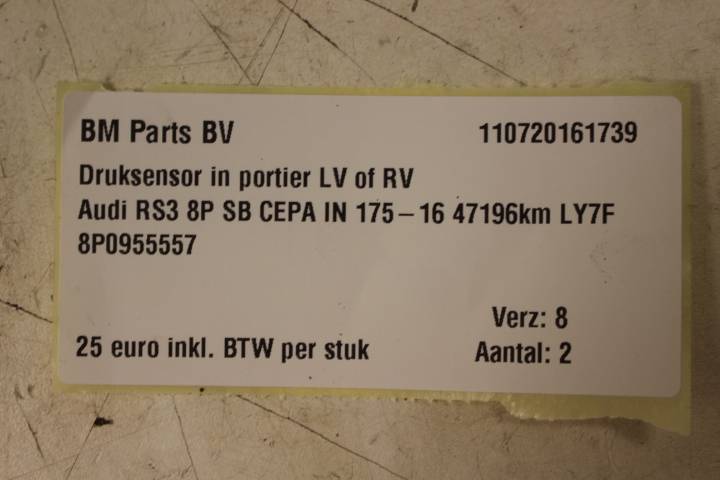 BM Parts BV 110720161739
Druksensor in portier LV of RV
Audi RS3 8P SB CEPA IN 175-16 47196km LY7F
8P0955557
Verz: 8
25 euro inkl. BTW per stuk Aantal: 2